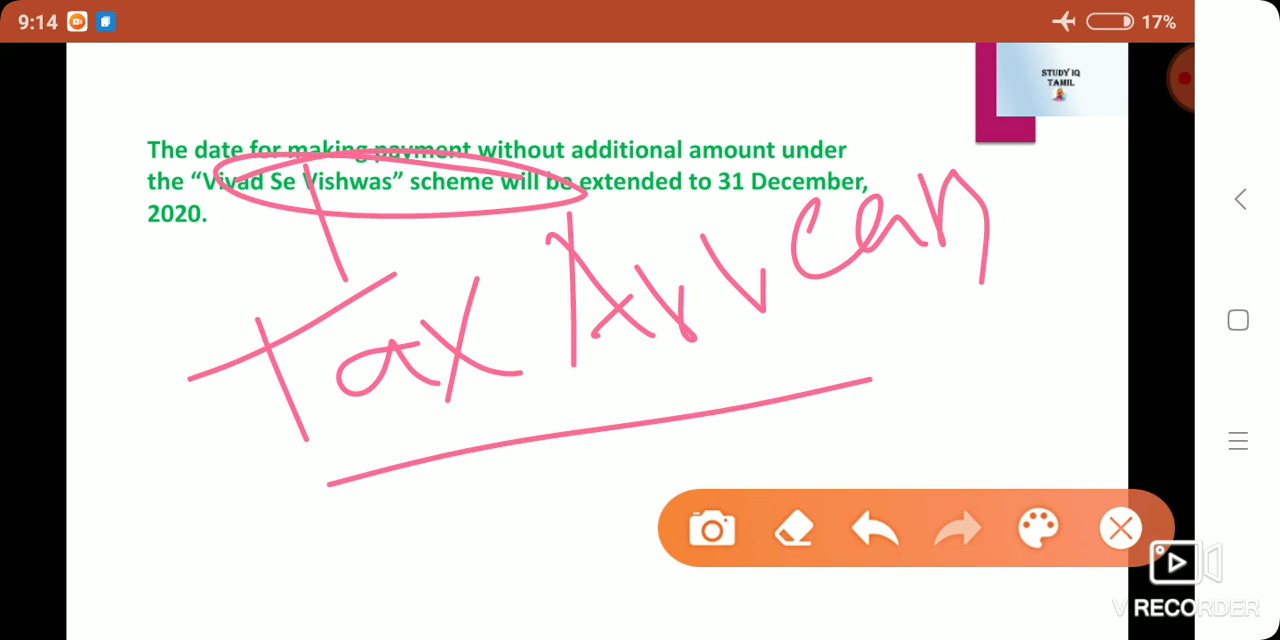 9:14
17%
STUDY IQ
TAMIL
The date for making payment without additional amount under
the “Vivad Se Vishwas” scheme will be extended to 31 December,
2020.
Tax
V RECORDER